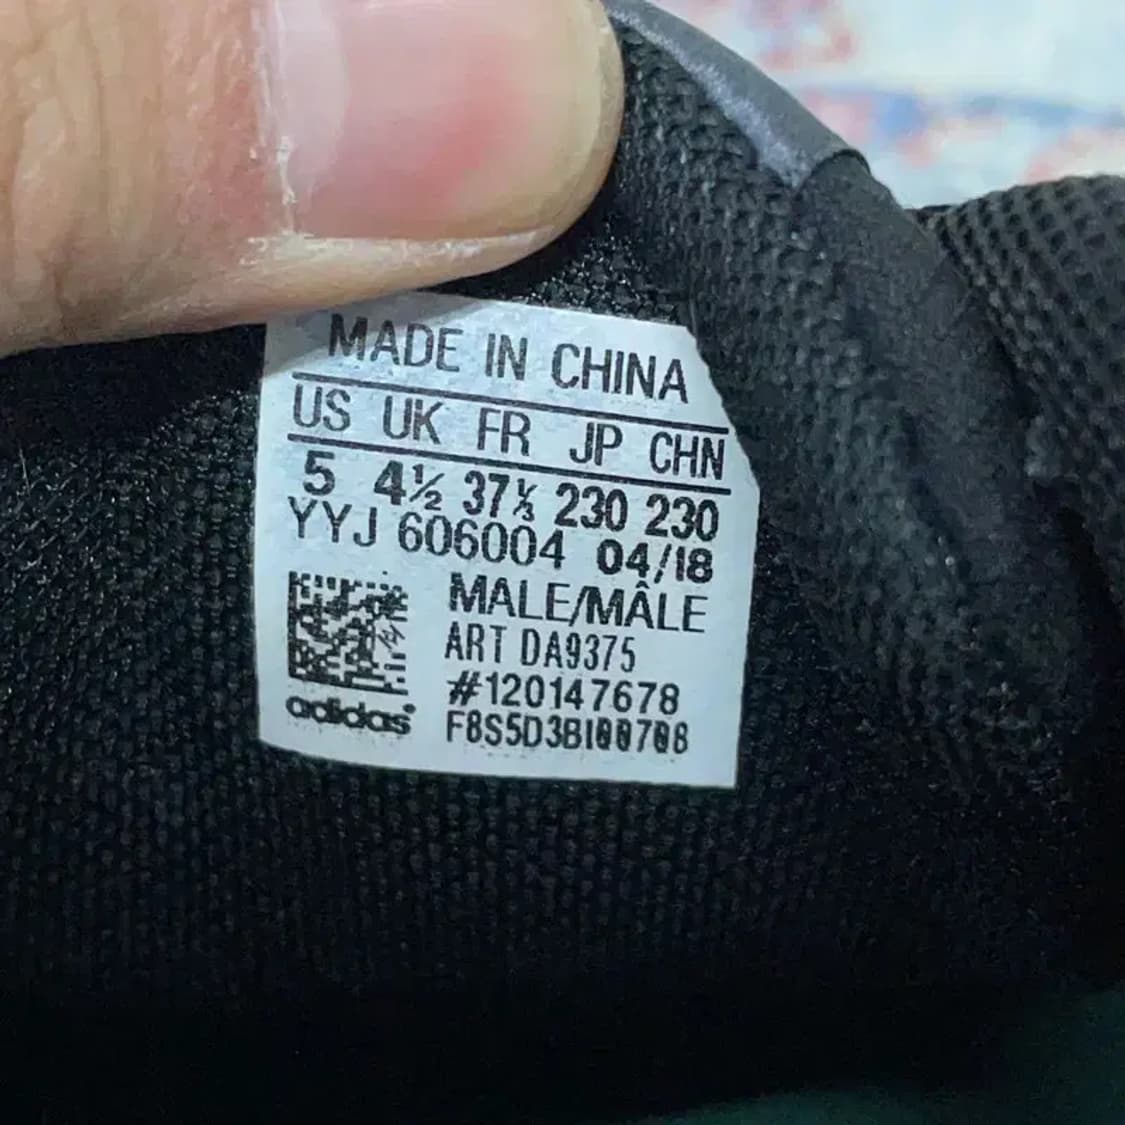 MADE IN CHINA
US UK FR JP CHN
5 4½ 37⅓ 230 230
YYJ 606004 04/18
MALE/MÂLE
ART DA9375
#120147678
F8S5D3BI00708
adidas®